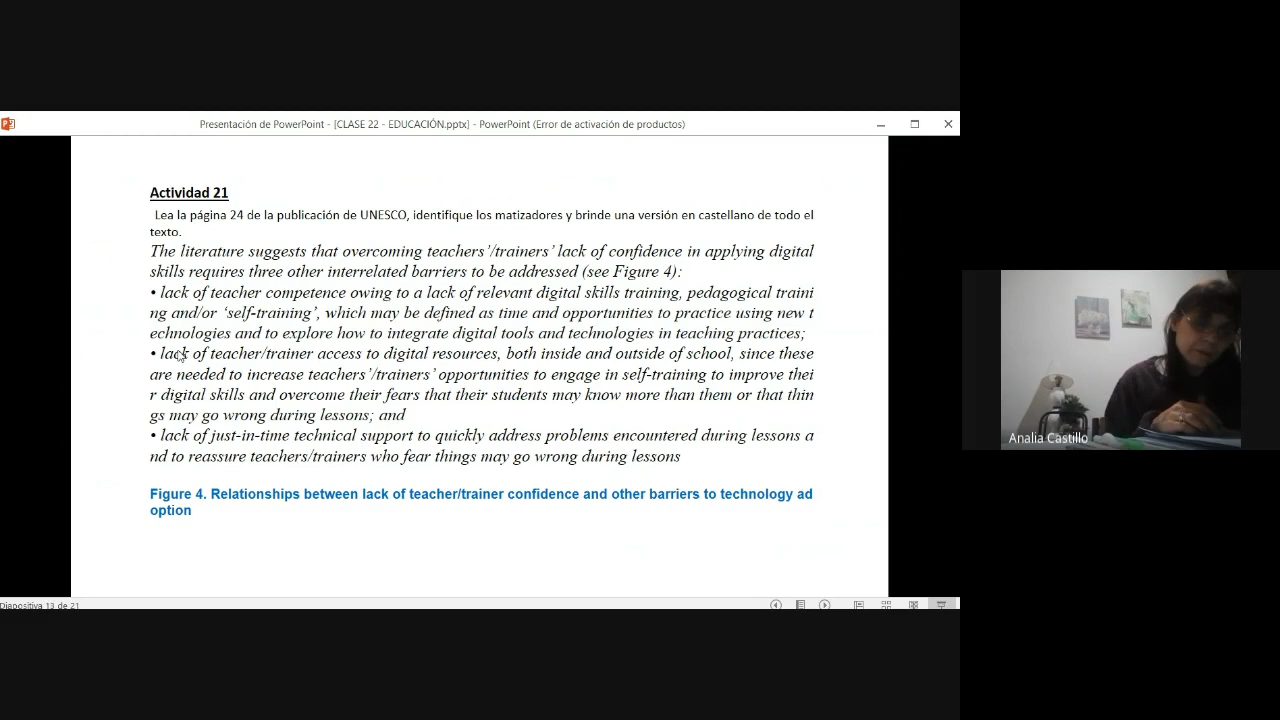 Presentación de PowerPoint - [CLASE 22 - EDUCACIÓN.pptx] - PowerPoint (Error de activación de productos)
Actividad 21
Lea la página 24 de la publicación de UNESCO, identifique los matizadores y brinde una versión en castellano de todo el
texto.
The literature suggests that overcoming teachers’/trainers’ lack of confidence in applying digital
skills requires three other interrelated barriers to be addressed (see Figure 4):
• lack of teacher competence owing to a lack of relevant digital skills training, pedagogical traini
ng and/or ‘self-training’, which may be defined as time and opportunities to practice using new t
echnologies and to explore how to integrate digital tools and technologies in teaching practices;
• lack of teacher/trainer access to digital resources, both inside and outside of school, since these
are needed to increase teachers’/trainers’ opportunities to engage in self-training to improve thei
r digital skills and overcome their fears that their students may know more than them or that thin
gs may go wrong during lessons; and
• lack of just-in-time technical support to quickly address problems encountered during lessons a
nd to reassure teachers/trainers who fear things may go wrong during lessons
Figure 4. Relationships between lack of teacher/trainer confidence and other barriers to technology ad
option
Diapositiva 13 de 21
Analia Castillo